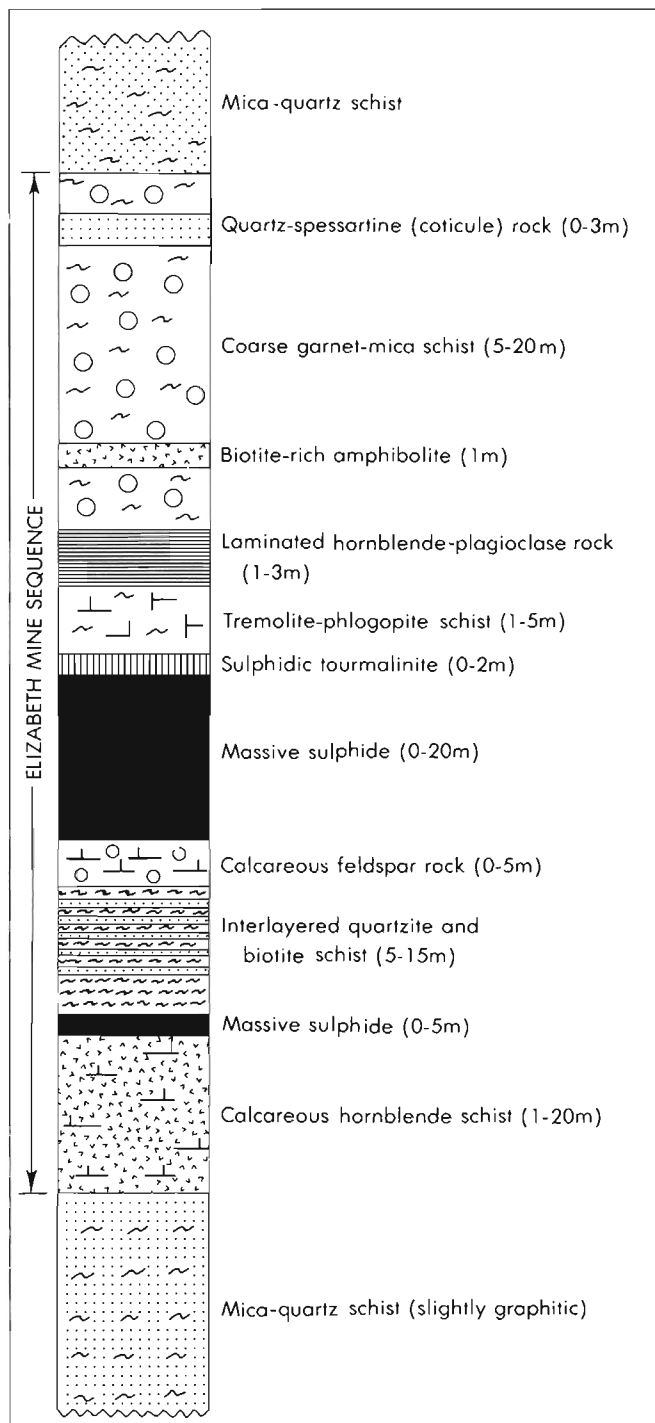 Mica-quartz schist
Quartz-spessartine (coticule) rock (0-3m)
Coarse garnet-mica schist (5-20m)
Biotite-rich amphibolite (1m)
Laminated hornblende-plagioclase rock
(1-3m)
Tremolite-phlogopite schist (1-5m)
Sulphidic tourmalinite (0-2m)
Massive sulphide (0-20m)
Calcareous feldspar rock (0-5m)
Interlayered quartzite and
biotite schist (5-15m)
Massive sulphide (0-5m)
Calcareous hornblende schist (1-20m)
Mica-quartz schist (slightly graphitic)
ELIZABETH MINE SEQUENCE